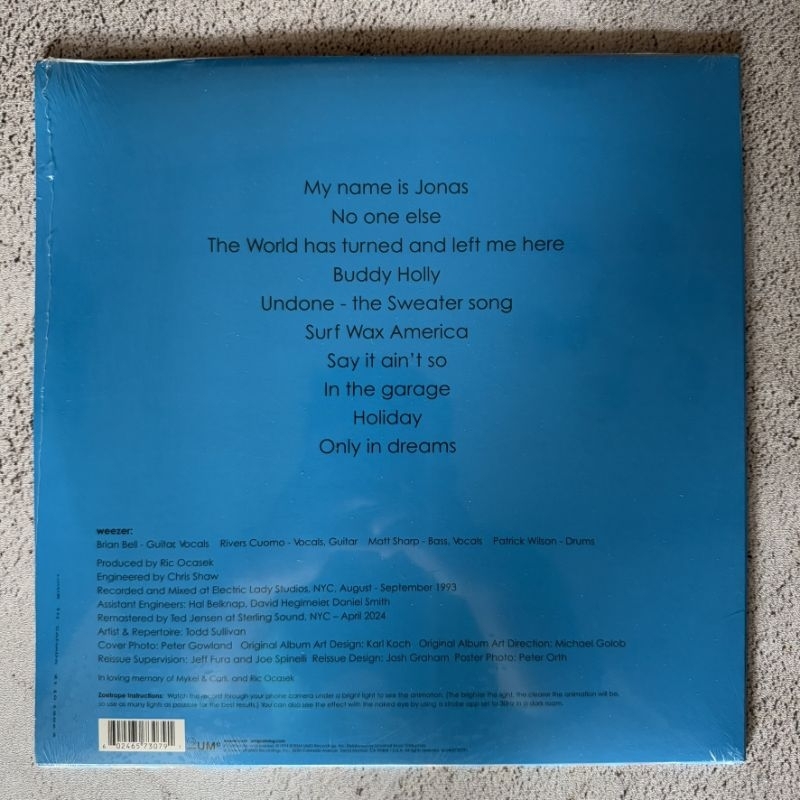 My name is Jonas
No one else
The World has turned and left me here
Buddy Holly
Undone - the Sweater song
Surf Wax America
Say it ain't so
In the garage
Holiday
Only in dreams
weezer:
Brian Bell - Guitar, Vocals Rivers Cuomo - Vocals, Guitar Matt Sharp - Bass, Vocals Patrick Wilson - Drums
Produced by Ric Ocasek
Engineered by Chris Shaw
Recorded and Mixed at Electric Lady Studios, NYC, August - September 1993
Assistant Engineers: Hal Belknap, David Heglmeier, Daniel Smith
Remastered by Ted Jensen at Sterling Sound, NYC – April 2024
Artist & Repertoire: Todd Sullivan
Cover Photo: Peter Gowland Original Album Art Design: Karl Koch Original Album Art Direction: Michael Golob
Reissue Supervision: Jeff Fura and Joe Spinelli Reissue Design: Josh Graham Poster Photo: Peter Orth
In loving memory of Mykel & Carli, and Ric Ocasek
Zoetrope Instructions: Watch the record through your phone camera under a bright light to see the animation. (The brighter the light, the clearer the animation will be,
so use as many lights as possible for the best results.) You can also see the effect with the naked eye by using a strobe app set to 30Hz in a dark room.
6 02465 73079
UMe